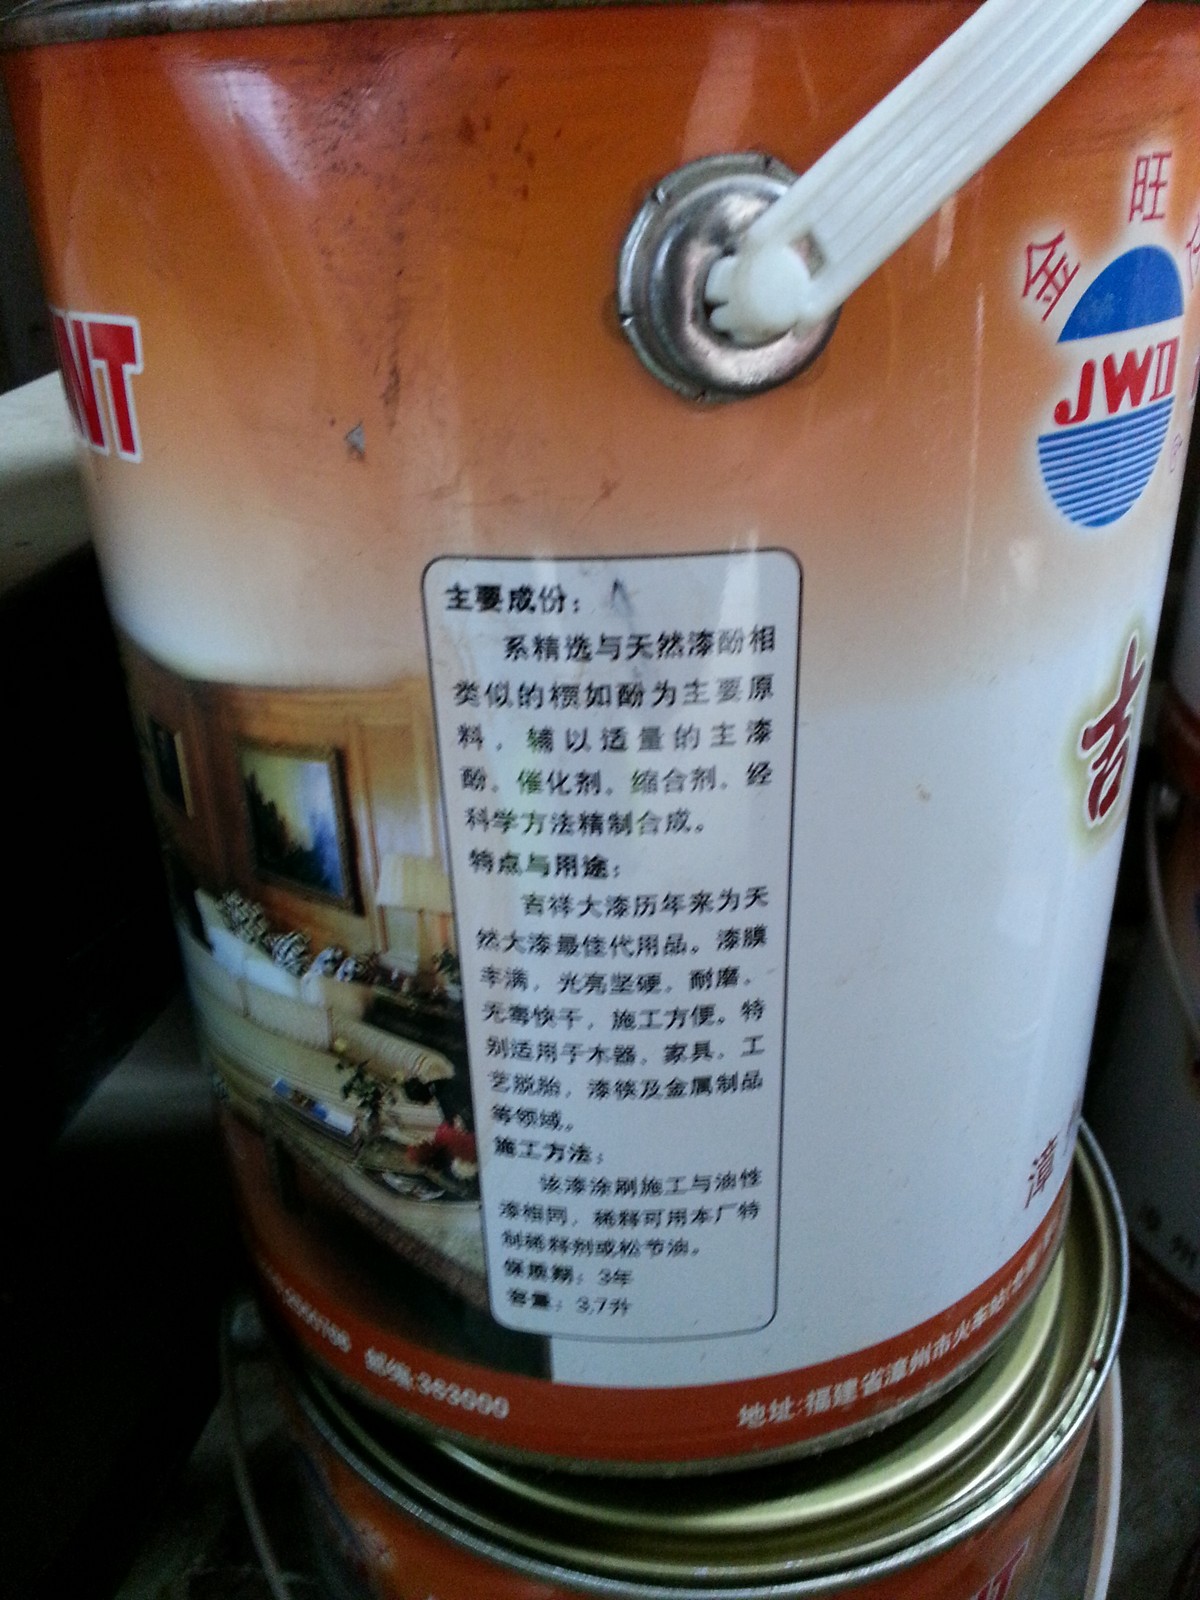 NT
金旺
JWD
吉
主要成份：
系精选与天然漆酚相
类似的槚如酚为主要原
料，辅以适量的主漆
酚。催化剂。缩合剂。经
科学方法精制合成。
特点与用途：
吉祥大漆历年来为天
然大漆最佳代用品。漆膜
丰满，光亮坚硬。耐磨。
无毒快干，施工方便。特
别适用于木器、家具、工
艺脱胎，漆筷及金属制品
等领域。
施工方法：
该漆涂刷施工与油性
漆相同，稀释可用本厂特
制稀释剂或松节油。
保质期：3年
容量：3.7升
漳
邮编:363000
地址:福建省漳州市火车站